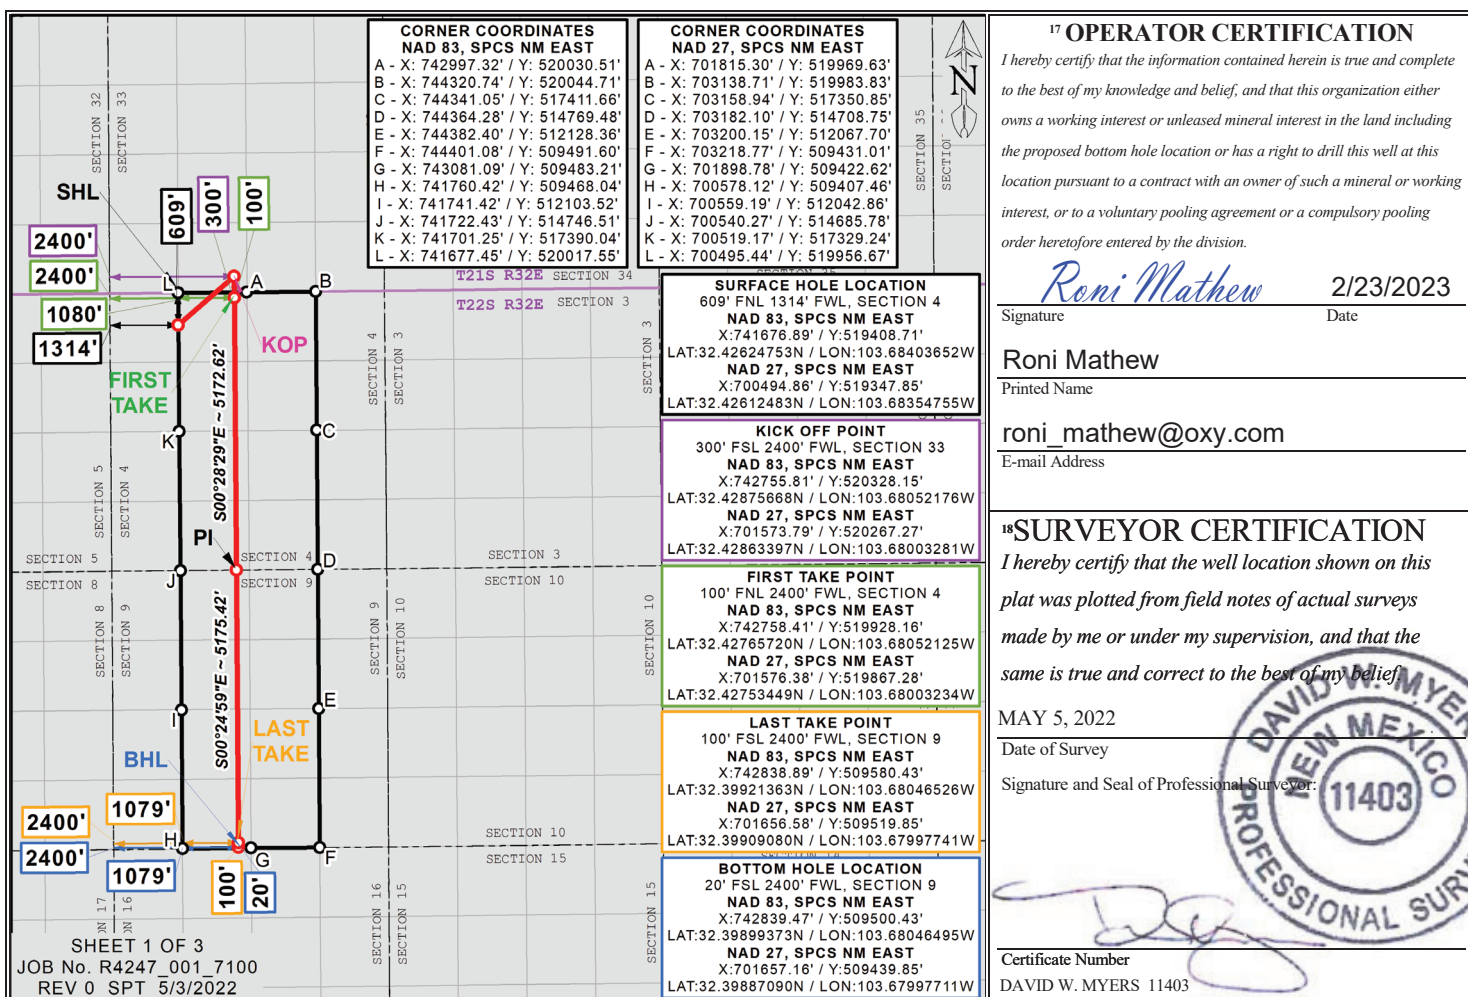 CORNER COORDINATES
NAD 83, SPCS NM EAST
A - X: 742997.32' / Y: 520030.51'
B - X: 744320.74' / Y: 520044.71'
C - X: 744341.05' / Y: 517411.66'
D - X: 744364.28' / Y: 514769.48'
E - X: 744382.40' / Y: 512128.36'
F - X: 744401.08' / Y: 509491.60'
G - X: 743081.09' / Y: 509483.21'
H - X: 741760.42' / Y: 509468.04'
I - X: 741741.42' / Y: 512103.52'
J - X: 741722.43' / Y: 514746.51'
K - X: 741701.25' / Y: 517390.04'
L - X: 741677.45' / Y: 520017.55'
CORNER COORDINATES
NAD 27, SPCS NM EAST
A - X: 701815.30' / Y: 519969.63'
B - X: 703138.71' / Y: 519983.83'
C - X: 703158.94' / Y: 517350.85'
D - X: 703182.10' / Y: 514708.75'
E - X: 703200.15' / Y: 512067.70'
F - X: 703218.77' / Y: 509431.01'
G - X: 701898.78' / Y: 509422.62'
H - X: 700578.12' / Y: 509407.46'
I - X: 700559.19' / Y: 512042.86'
J - X: 700540.27' / Y: 514685.78'
K - X: 700519.17' / Y: 517329.24'
L - X: 700495.44' / Y: 519956.67'
N
SECTION 32
SECTION 33
SECTION 35
SHL
609'
300'
100'
2400'
2400'
1080'
1314'
L
A
B
T21S R32E SECTION 34
T22S R32E SECTION 3
KOP
FIRST
TAKE
S00°28'29"E ~ 5172.62'
SECTION 4
SECTION 3
SECTION 3
K
C
SECTION 5
SECTION 4
PI
SECTION 5
SECTION 4
SECTION 3
J
D
SECTION 8
SECTION 9
SECTION 10
SECTION 8
SECTION 9
S00°24'59"E ~ 5175.42'
SECTION 9
SECTION 10
SECTION 10
I
E
LAST
TAKE
BHL
1079'
2400'
2400'
1079'
H
G
F
100'
20'
SECTION 10
SECTION 15
SECTION 16
SECTION 15
SECTION 15
SHEET 1 OF 3
JOB No. R4247_001_7100
REV 0 SPT 5/3/2022
SURFACE HOLE LOCATION
609' FNL 1314' FWL, SECTION 4
NAD 83, SPCS NM EAST
X:741676.89' / Y:519408.71'
LAT:32.42624753N / LON:103.68403652W
NAD 27, SPCS NM EAST
X:700494.86' / Y:519347.85'
LAT:32.42612483N / LON:103.68354755W
KICK OFF POINT
300' FSL 2400' FWL, SECTION 33
NAD 83, SPCS NM EAST
X:742755.81' / Y:520328.15'
LAT:32.42875668N / LON:103.68052176W
NAD 27, SPCS NM EAST
X:701573.79' / Y:520267.27'
LAT:32.42863397N / LON:103.68003281W
FIRST TAKE POINT
100' FNL 2400' FWL, SECTION 4
NAD 83, SPCS NM EAST
X:742758.41' / Y:519928.16'
LAT:32.42765720N / LON:103.68052125W
NAD 27, SPCS NM EAST
X:701576.38' / Y:519867.28'
LAT:32.42753449N / LON:103.68003234W
LAST TAKE POINT
100' FSL 2400' FWL, SECTION 9
NAD 83, SPCS NM EAST
X:742838.89' / Y:509580.43'
LAT:32.39921363N / LON:103.68046526W
NAD 27, SPCS NM EAST
X:701656.58' / Y:509519.85'
LAT:32.39909080N / LON:103.67997741W
BOTTOM HOLE LOCATION
20' FSL 2400' FWL, SECTION 9
NAD 83, SPCS NM EAST
X:742839.47' / Y:509500.43'
LAT:32.39899373N / LON:103.68046495W
NAD 27, SPCS NM EAST
X:701657.16' / Y:509439.85'
LAT:32.39887090N / LON:103.67997711W
17 OPERATOR CERTIFICATION
I hereby certify that the information contained herein is true and complete
to the best of my knowledge and belief, and that this organization either
owns a working interest or unleased mineral interest in the land including
the proposed bottom hole location or has a right to drill this well at this
location pursuant to a contract with an owner of such a mineral or working
interest, or to a voluntary pooling agreement or a compulsory pooling
order heretofore entered by the division.
Roni Mathew 2/23/2023
Signature Date
Roni Mathew
Printed Name
roni_mathew@oxy.com
E-mail Address
18SURVEYOR CERTIFICATION
I hereby certify that the well location shown on this
plat was plotted from field notes of actual surveys
made by me or under my supervision, and that the
same is true and correct to the best of my belief.
MAY 5, 2022
Date of Survey
Signature and Seal of Professional Surveyor:
DAVID W. MYER
NEW MEXICO
11403
PROFESSIONAL SURV
Certificate Number
DAVID W. MYERS 11403